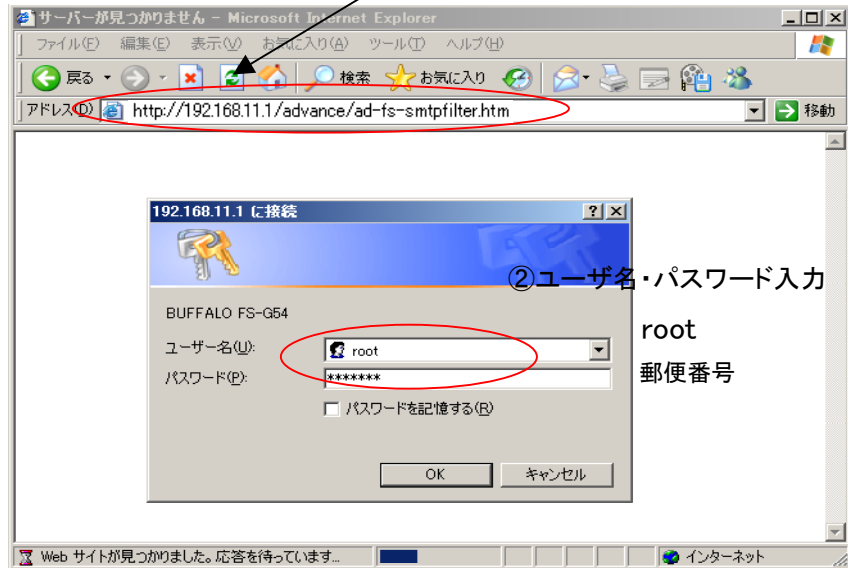 サーバーが見つかりません - Microsoft Internet Explorer
ファイル(F) 編集(E) 表示(V) お気に入り(A) ツール(T) ヘルプ(H)
戻る 検索 お気に入り
アドレス(D) http://192.168.11.1/advance/ad-fs-smtpfilter.htm 移動
192.168.11.1 に接続
②ユーザ名・パスワード入力
BUFFALO FS-G54
ユーザー名(U): root
root
パスワード(P): *******
郵便番号
パスワードを記憶する(R)
OK キャンセル
Web サイトが見つかりました。応答を待っています... インターネット